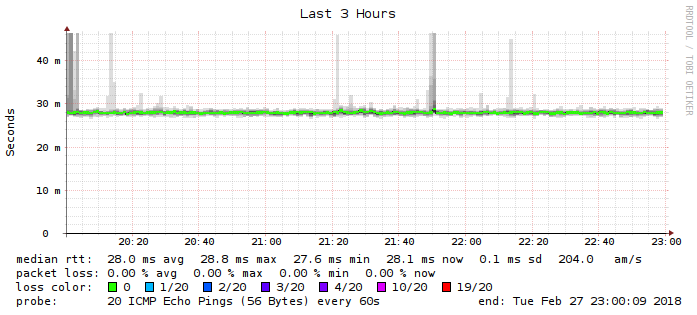 Last 3 Hours
RRDTOOL / TOBI OETIKER
Seconds
40 m
30 m
20 m
10 m
0
20:20 20:40 21:00 21:20 21:40 22:00 22:20 22:40 23:00
median rtt: 28.0 ms avg 28.8 ms max 27.6 ms min 28.1 ms now 0.1 ms sd 204.0 am/s
packet loss: 0.00 % avg 0.00 % max 0.00 % min 0.00 % now
loss color: 0 1/20 2/20 3/20 4/20 10/20 19/20
probe: 20 ICMP Echo Pings (56 Bytes) every 60s end: Tue Feb 27 23:00:09 2018